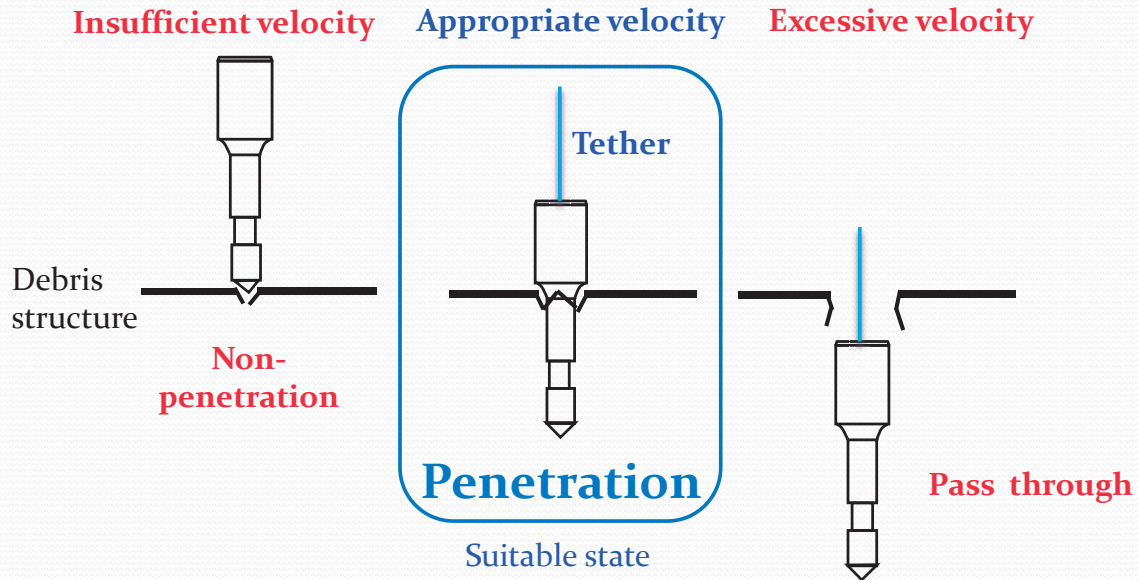 Insufficient velocity
Appropriate velocity
Excessive velocity
Tether
Debris
structure
Non-
penetration
Penetration
Pass through
Suitable state